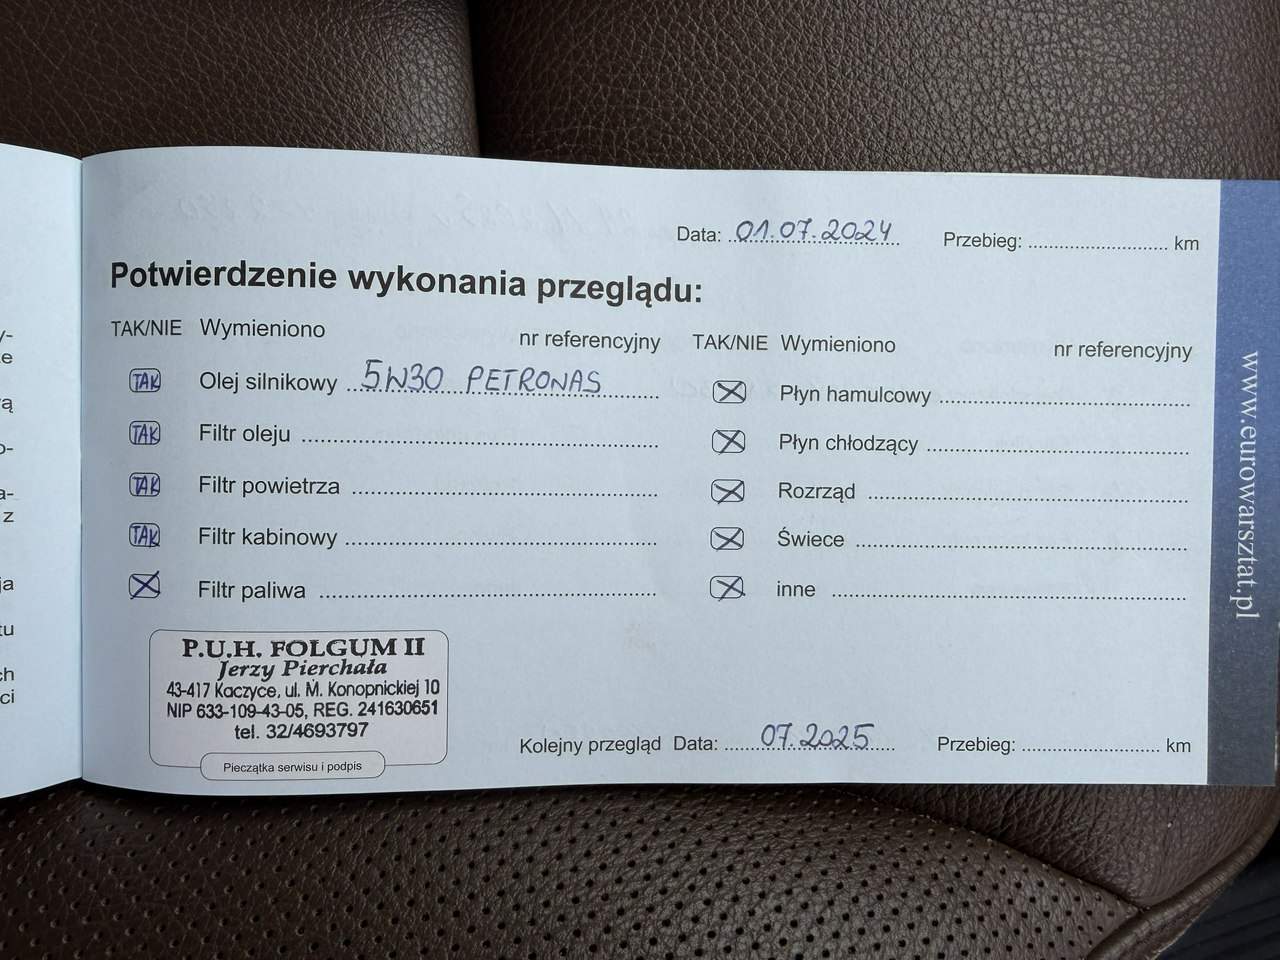 Data: 01.07.2024 Przebieg: km
Potwierdzenie wykonania przeglądu:
TAK/NIE Wymieniono nr referencyjny TAK/NIE Wymieniono nr referencyjny
TAK Olej silnikowy 5W30 PETRONAS
X Płyn hamulcowy
TAK Filtr oleju
X Płyn chłodzący
TAK Filtr powietrza
X Rozrząd
TAK Filtr kabinowy
X Świece
X Filtr paliwa
X inne
P.U.H. FOLGUM II
Jerzy Pierchała
43-417 Kaczyce, ul. M. Konopnickiej 10
NIP 633-109-43-05, REG. 241630651
tel. 32/4693797
Pieczątka serwisu i podpis
Kolejny przegląd Data: 07.2025 Przebieg: km
www.eurowarsztat.pl